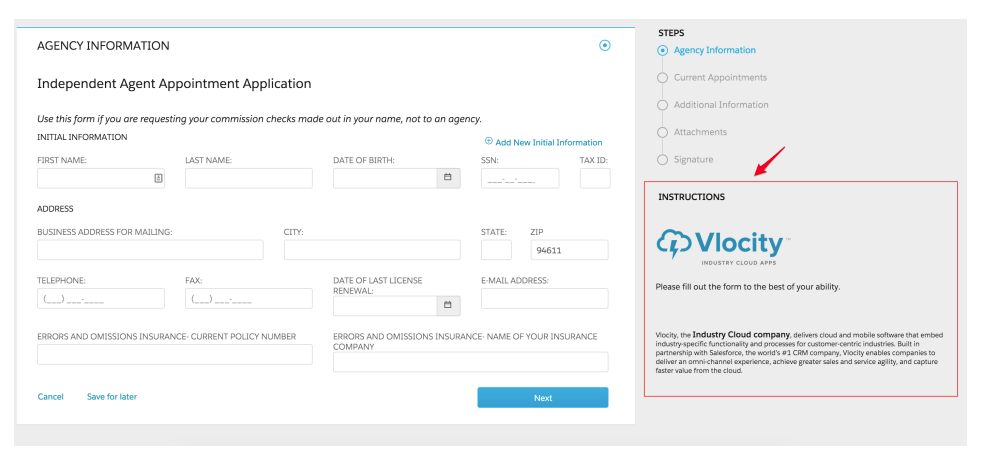 AGENCY INFORMATION
Independent Agent Appointment Application
Use this form if you are requesting your commission checks made out in your name, not to an agency.
INITIAL INFORMATION
Add New Initial Information
FIRST NAME: LAST NAME: DATE OF BIRTH: SSN: TAX ID:
___-__-____
ADDRESS
BUSINESS ADDRESS FOR MAILING: CITY: STATE: ZIP
94611
TELEPHONE: FAX: DATE OF LAST LICENSE RENEWAL: E-MAIL ADDRESS:
(___) ___-____ (___) ___-____
ERRORS AND OMISSIONS INSURANCE- CURRENT POLICY NUMBER
ERRORS AND OMISSIONS INSURANCE- NAME OF YOUR INSURANCE
COMPANY
Cancel Save for later Next
STEPS
Agency Information
Current Appointments
Additional Information
Attachments
Signature
INSTRUCTIONS
Vlocity™
INDUSTRY CLOUD APPS
Please fill out the form to the best of your ability.
Vlocity, the Industry Cloud company, delivers cloud and mobile software that embed
industry-specific functionality and processes for customer-centric industries. Built in
partnership with Salesforce, the world's #1 CRM company, Vlocity enables companies to
deliver an omni-channel experience, achieve greater sales and service agility, and capture
faster value from the cloud.